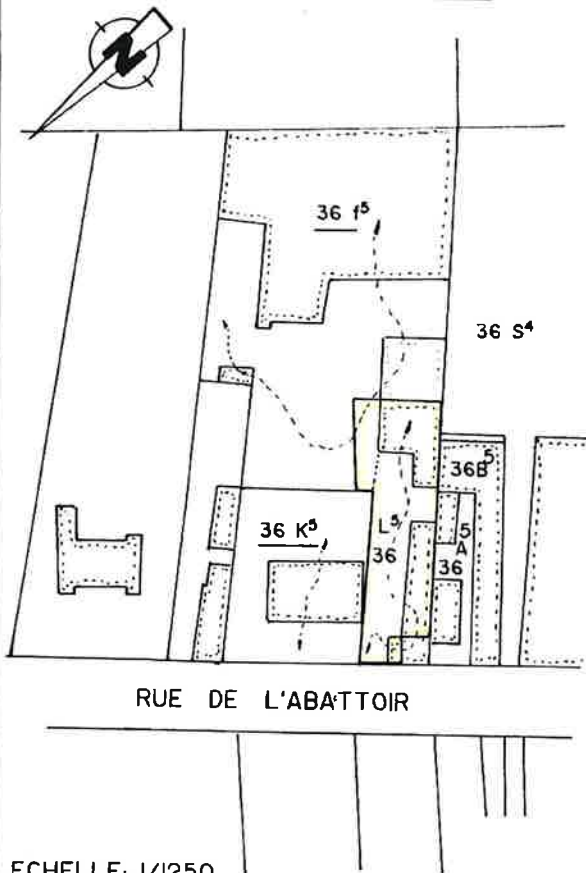 N
36 f⁵
36 S⁴
36B⁵
36 K⁵
L⁵
36
5
A
36
RUE DE L'ABATTOIR
ECHELLE: 1/1250